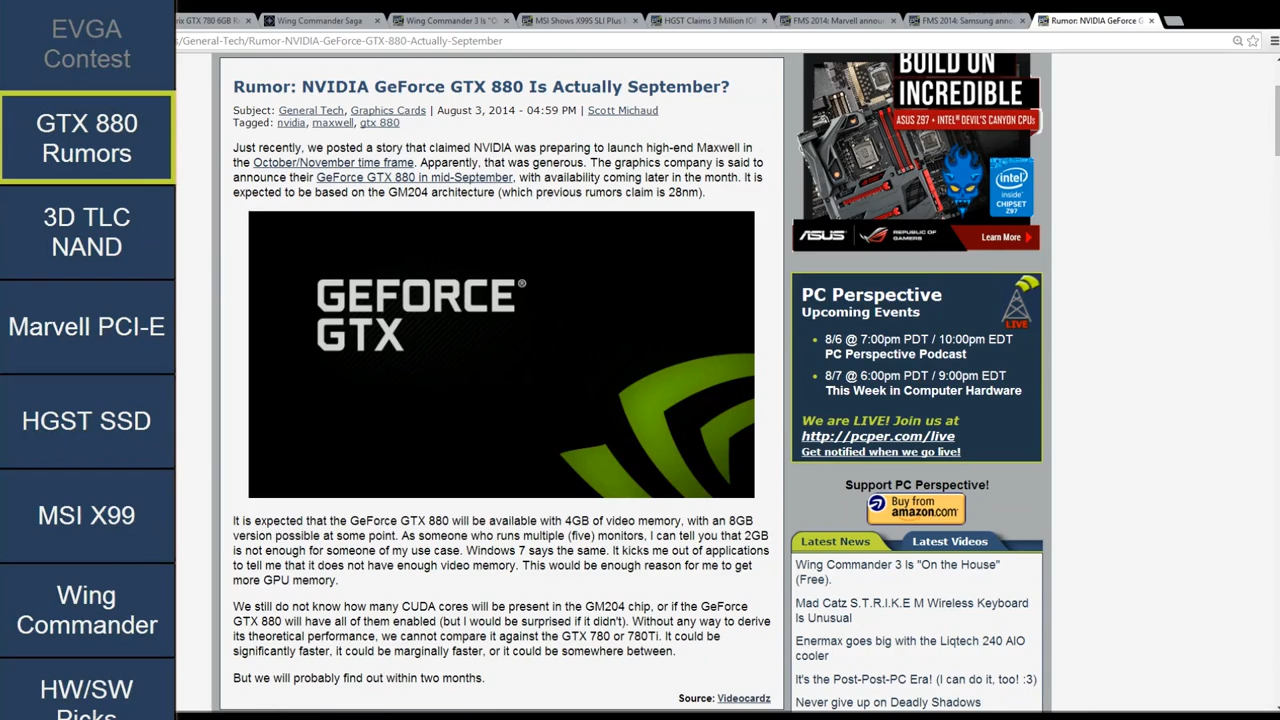 EVGA
Contest
GTX 880
Rumors
3D TLC
NAND
Marvell PCI-E
HGST SSD
MSI X99
Wing
Commander
HW/SW
Picks
GTX 780 6GB
Wing Commander Saga
Wing Commander 3 Is "O
MSI Shows X99S SLI Plus
HGST Claims 3 Million
FMS 2014: Marvell annou
FMS 2014: Samsung ann
Rumor: NVIDIA GeForce G
/General-Tech/Rumor-NVIDIA-GeForce-GTX-880-Actually-September
Rumor: NVIDIA GeForce GTX 880 Is Actually September?
Subject: General Tech, Graphics Cards | August 3, 2014 - 04:59 PM | Scott Michaud
Tagged: nvidia, maxwell, gtx 880
Just recently, we posted a story that claimed NVIDIA was preparing to launch high-end Maxwell in
the October/November time frame. Apparently, that was generous. The graphics company is said to
announce their GeForce GTX 880 in mid-September, with availability coming later in the month. It is
expected to be based on the GM204 architecture (which previous rumors claim is 28nm).
GEFORCE®
GTX
It is expected that the GeForce GTX 880 will be available with 4GB of video memory, with an 8GB
version possible at some point. As someone who runs multiple (five) monitors, I can tell you that 2GB
is not enough for someone of my use case. Windows 7 says the same. It kicks me out of applications
to tell me that it does not have enough video memory. This would be enough reason for me to get
more GPU memory.
We still do not know how many CUDA cores will be present in the GM204 chip, or if the GeForce
GTX 880 will have all of them enabled (but I would be surprised if it didn't). Without any way to derive
its theoretical performance, we cannot compare it against the GTX 780 or 780Ti. It could be
significantly faster, it could be marginally faster, or it could be somewhere between.
But we will probably find out within two months.
Source: Videocardz
BUILD ON
INCREDIBLE
ASUS Z97 + INTEL® DEVIL'S CANYON CPUs
intel
inside™
CHIPSET
Z97
ASUS
REPUBLIC OF
GAMERS
Learn More
PC Perspective
Upcoming Events
LIVE
8/6 @ 7:00pm PDT / 10:00pm EDT
PC Perspective Podcast
8/7 @ 6:00pm PDT / 9:00pm EDT
This Week in Computer Hardware
We are LIVE! Join us at
http://pcper.com/live
Get notified when we go live!
Support PC Perspective!
Buy from
amazon.com
Latest News
Latest Videos
Wing Commander 3 Is "On the House"
(Free).
Mad Catz S.T.R.I.K.E M Wireless Keyboard
Is Unusual
Enermax goes big with the Liqtech 240 AIO
cooler
It's the Post-Post-PC Era! (I can do it, too! :3)
Never give up on Deadly Shadows